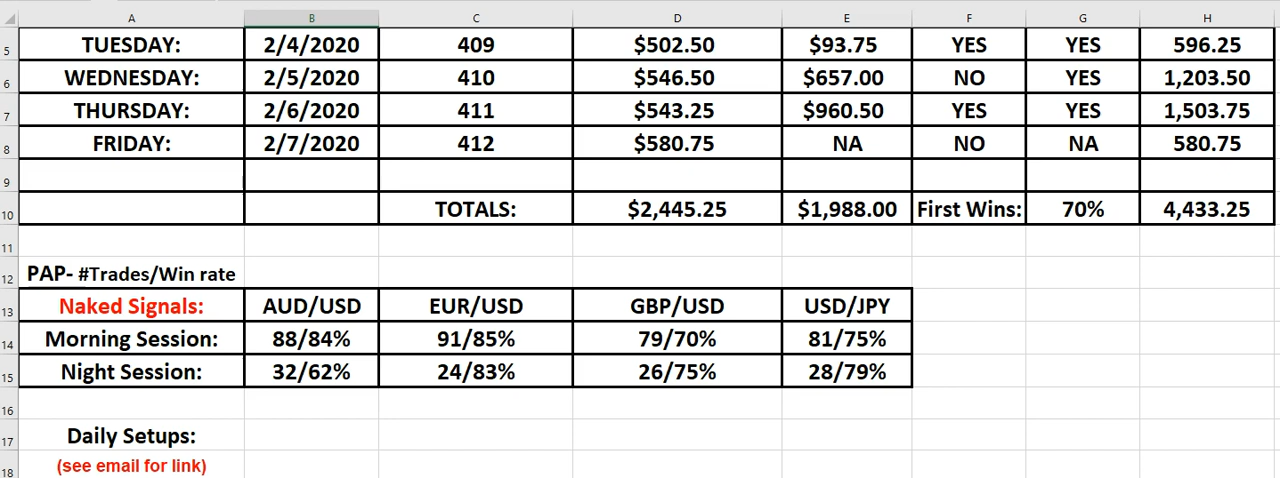 A B C D E F G H
5 TUESDAY: 2/4/2020 409 $502.50 $93.75 YES YES 596.25
6 WEDNESDAY: 2/5/2020 410 $546.50 $657.00 NO YES 1,203.50
7 THURSDAY: 2/6/2020 411 $543.25 $960.50 YES YES 1,503.75
8 FRIDAY: 2/7/2020 412 $580.75 NA NO NA 580.75
9
10 TOTALS: $2,445.25 $1,988.00 First Wins: 70% 4,433.25
11
12 PAP- #Trades/Win rate
13 Naked Signals: AUD/USD EUR/USD GBP/USD USD/JPY
14 Morning Session: 88/84% 91/85% 79/70% 81/75%
15 Night Session: 32/62% 24/83% 26/75% 28/79%
16
17 Daily Setups:
18 (see email for link)